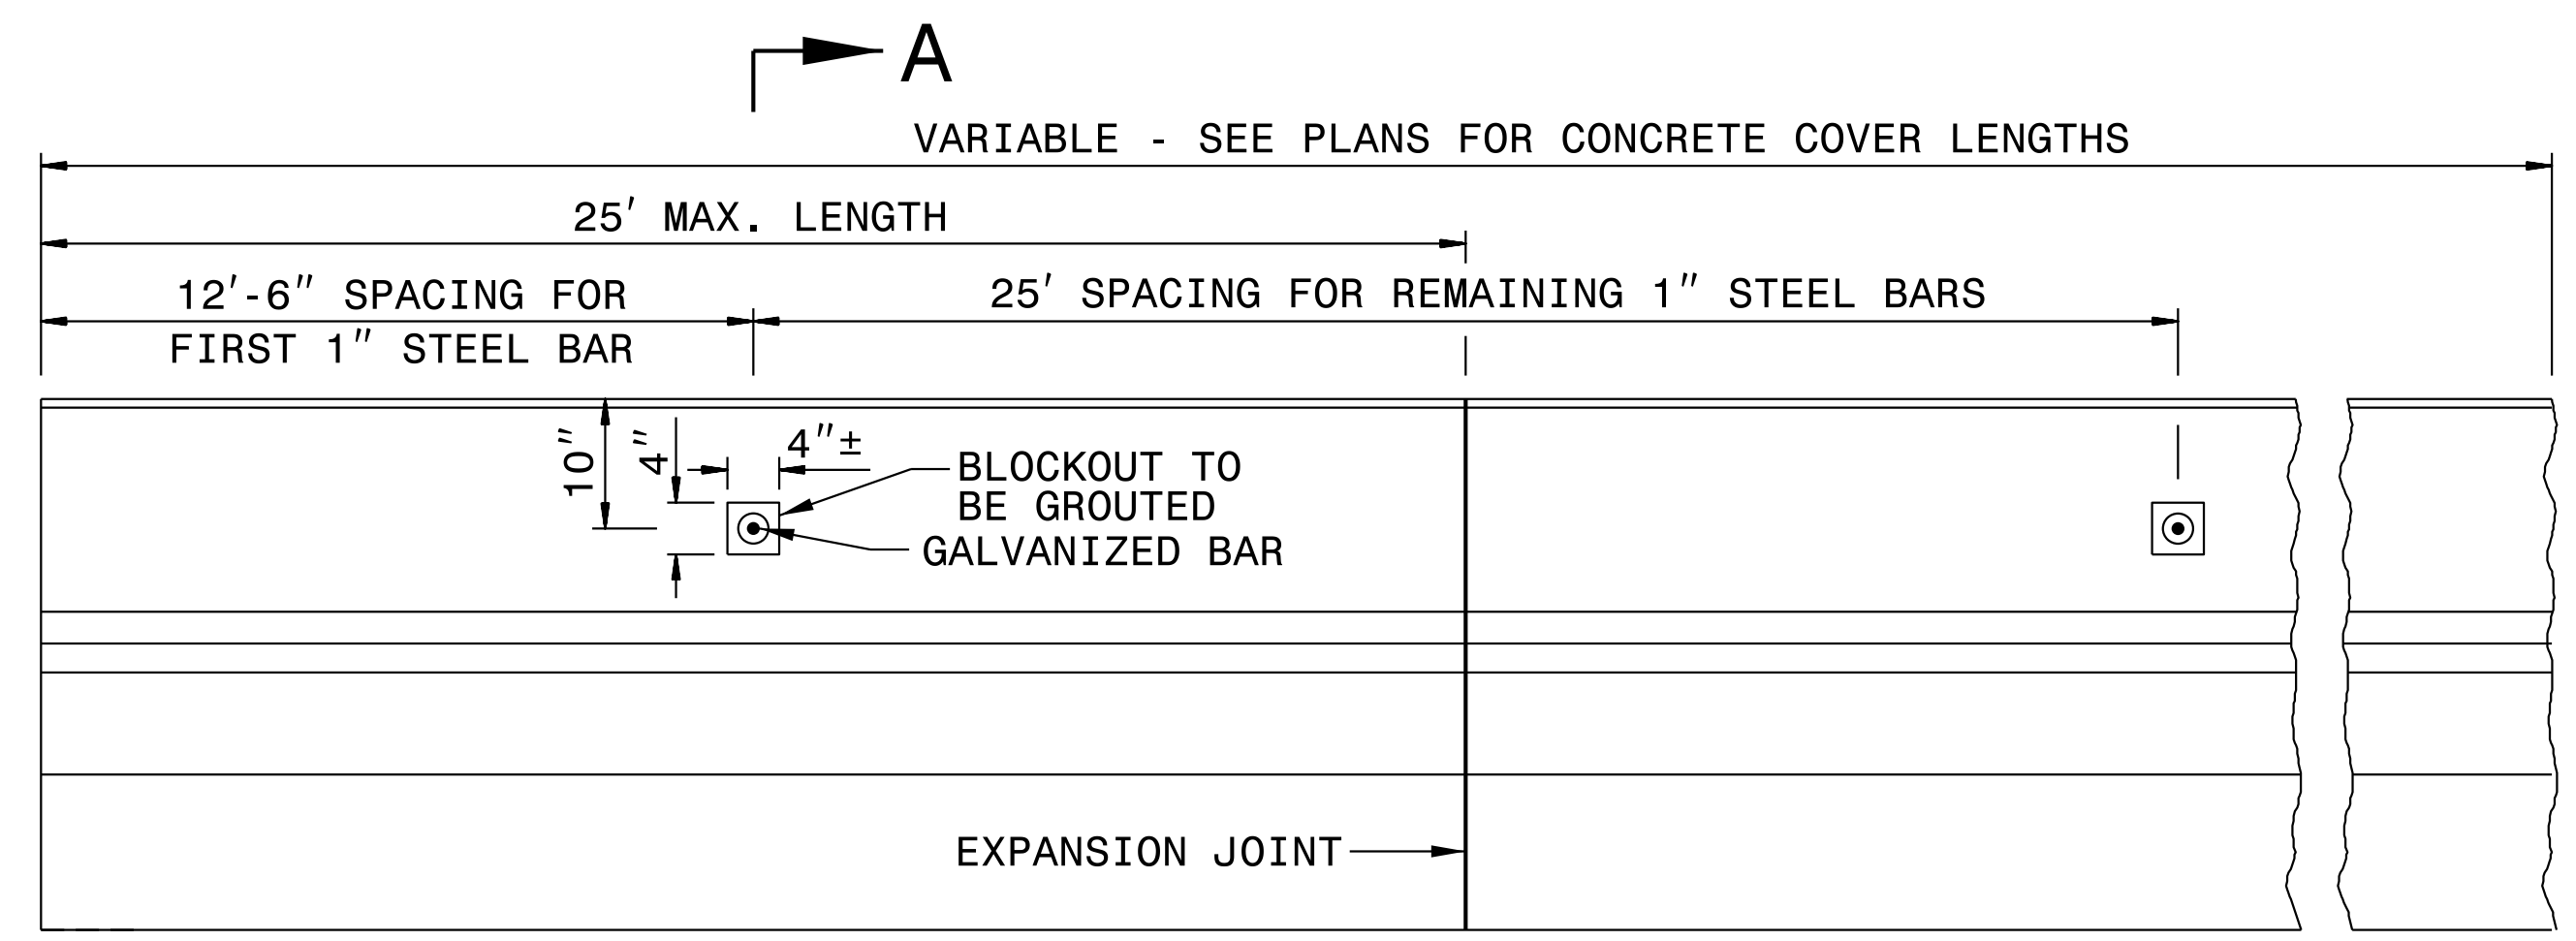 A
VARIABLE - SEE PLANS FOR CONCRETE COVER LENGTHS
25' MAX. LENGTH
12'-6" SPACING FOR
FIRST 1" STEEL BAR
25' SPACING FOR REMAINING 1" STEEL BARS
10"
4"
4"±
BLOCKOUT TO
BE GROUTED
GALVANIZED BAR
EXPANSION JOINT